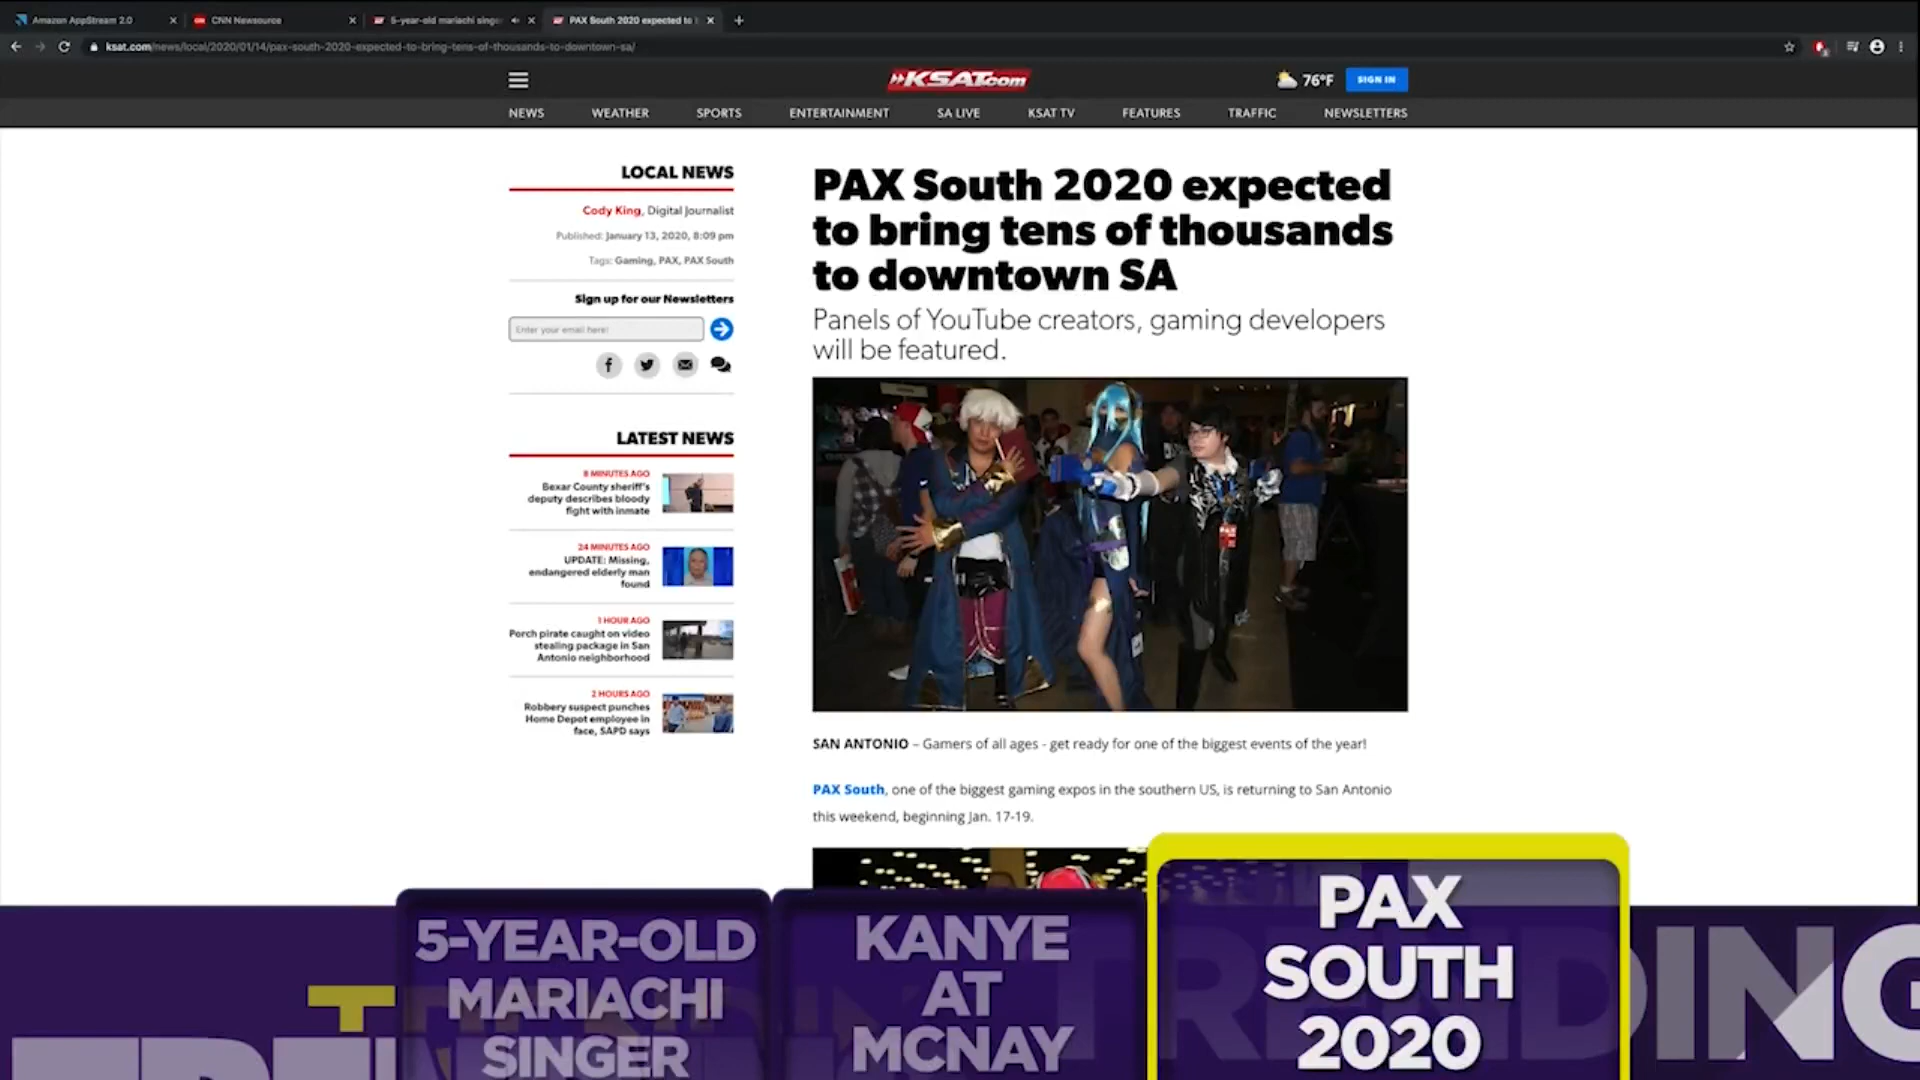 Amazon AppStream 2.0
CNN Newsource
5-year-old mariachi singe
PAX South 2020 expected to
ksat.com/news/local/2020/01/14/pax-south-2020-expected-to-bring-tens-of-thousands-to-downtown-sa/
KSAT.com
76°F
SIGN IN
NEWS WEATHER SPORTS ENTERTAINMENT SA LIVE KSAT TV FEATURES TRAFFIC NEWSLETTERS
LOCAL NEWS
Cody King, Digital Journalist
Published: January 13, 2020, 8:09 pm
Tags: Gaming, PAX, PAX South
Sign up for our Newsletters
Enter your email here!
LATEST NEWS
8 MINUTES AGO
Bexar County sheriff's
deputy describes bloody
fight with inmate
24 MINUTES AGO
UPDATE: Missing,
endangered elderly man
found
1 HOUR AGO
Porch pirate caught on video
stealing package in San
Antonio neighborhood
2 HOURS AGO
Robbery suspect punches
Home Depot employee in
face, SAPD says
PAX South 2020 expected
to bring tens of thousands
to downtown SA
Panels of YouTube creators, gaming developers
will be featured.
PAX
SAN ANTONIO – Gamers of all ages - get ready for one of the biggest events of the year!
PAX South, one of the biggest gaming expos in the southern US, is returning to San Antonio
this weekend, beginning Jan. 17-19.
5-YEAR-OLD
MARIACHI
SINGER
KANYE
AT
MCNAY
PAX
SOUTH
2020
TRENDING